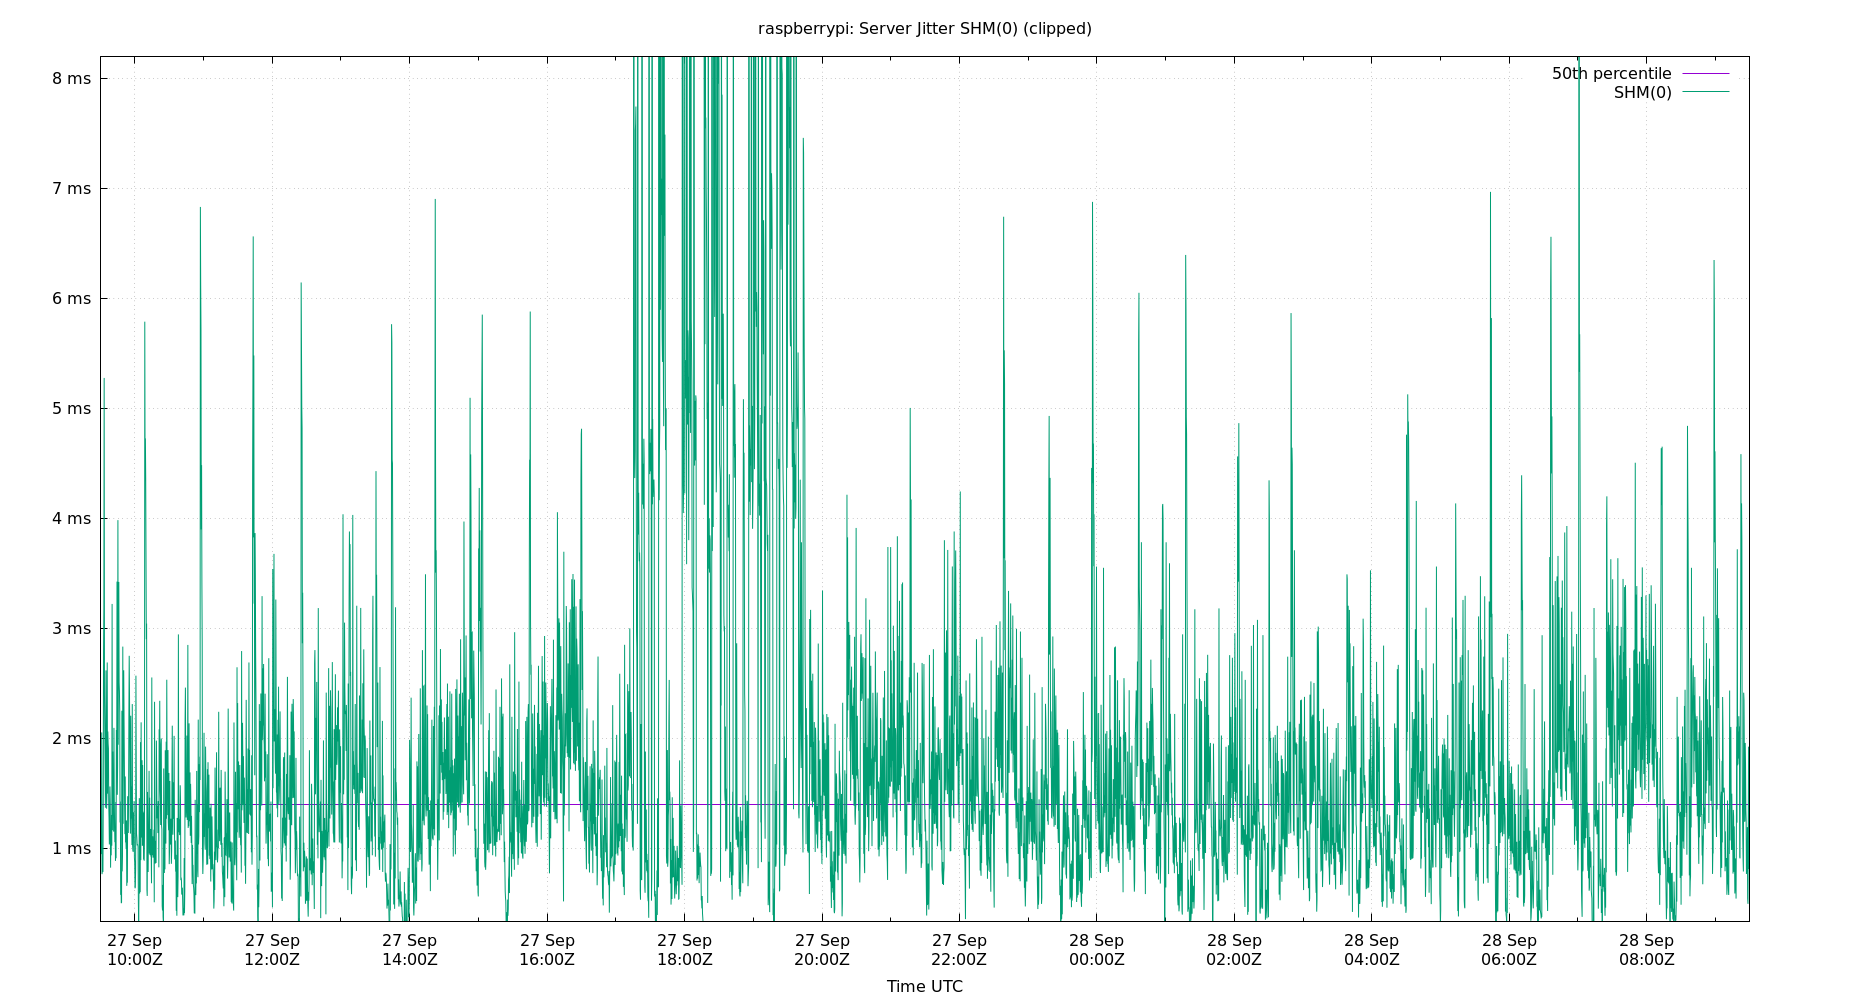 raspberrypi: Server Jitter SHM(0) (clipped)
50th percentile
SHM(0)
8 ms
7 ms
6 ms
5 ms
4 ms
3 ms
2 ms
1 ms
27 Sep 27 Sep 27 Sep 27 Sep 27 Sep 27 Sep 27 Sep 28 Sep 28 Sep 28 Sep 28 Sep 28 Sep
10:00Z 12:00Z 14:00Z 16:00Z 18:00Z 20:00Z 22:00Z 00:00Z 02:00Z 04:00Z 06:00Z 08:00Z
Time UTC